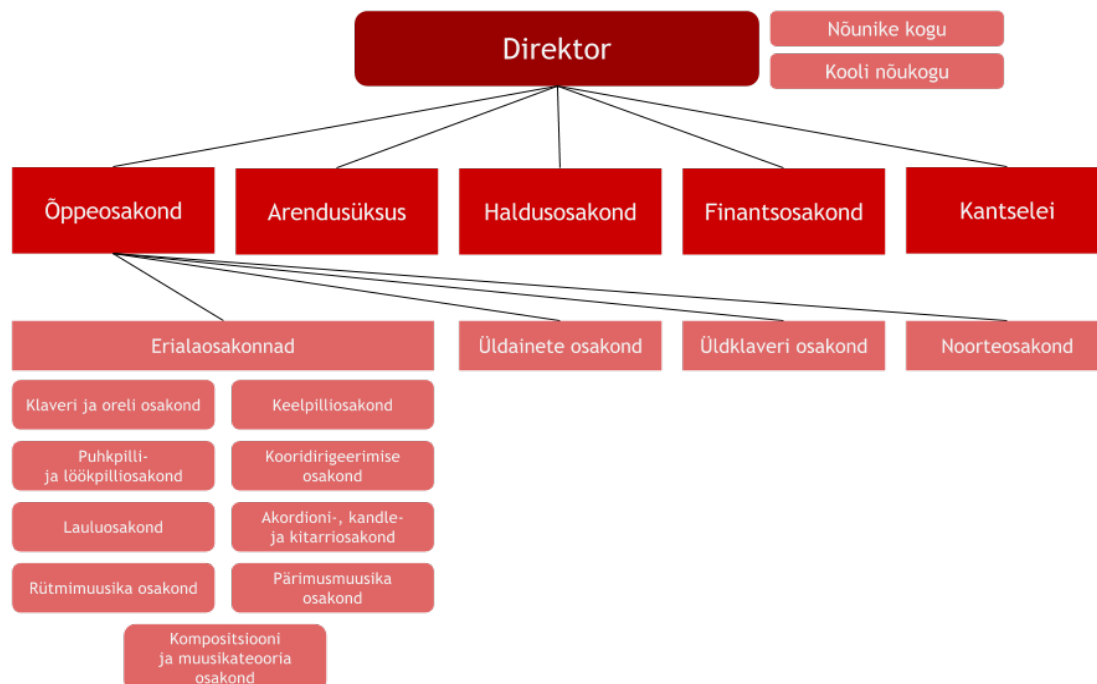 Direktor
Nõunike kogu
Kooli nõukogu
Õppeosakond
Arendusüksus
Haldusosakond
Finantsosakond
Kantselei
Erialaosakonnad
Üldainete osakond
Üldklaveri osakond
Noorteosakond
Klaveri ja oreli osakond
Keelpilliosakond
Puhkpilli-
ja löökpilliosakond
Kooridirigeerimise
osakond
Lauluosakond
Akordioni-, kandle-
ja kitarriosakond
Rütmimuusika osakond
Pärimusmuusika
osakond
Kompositsiooni
ja muusikateooria
osakond